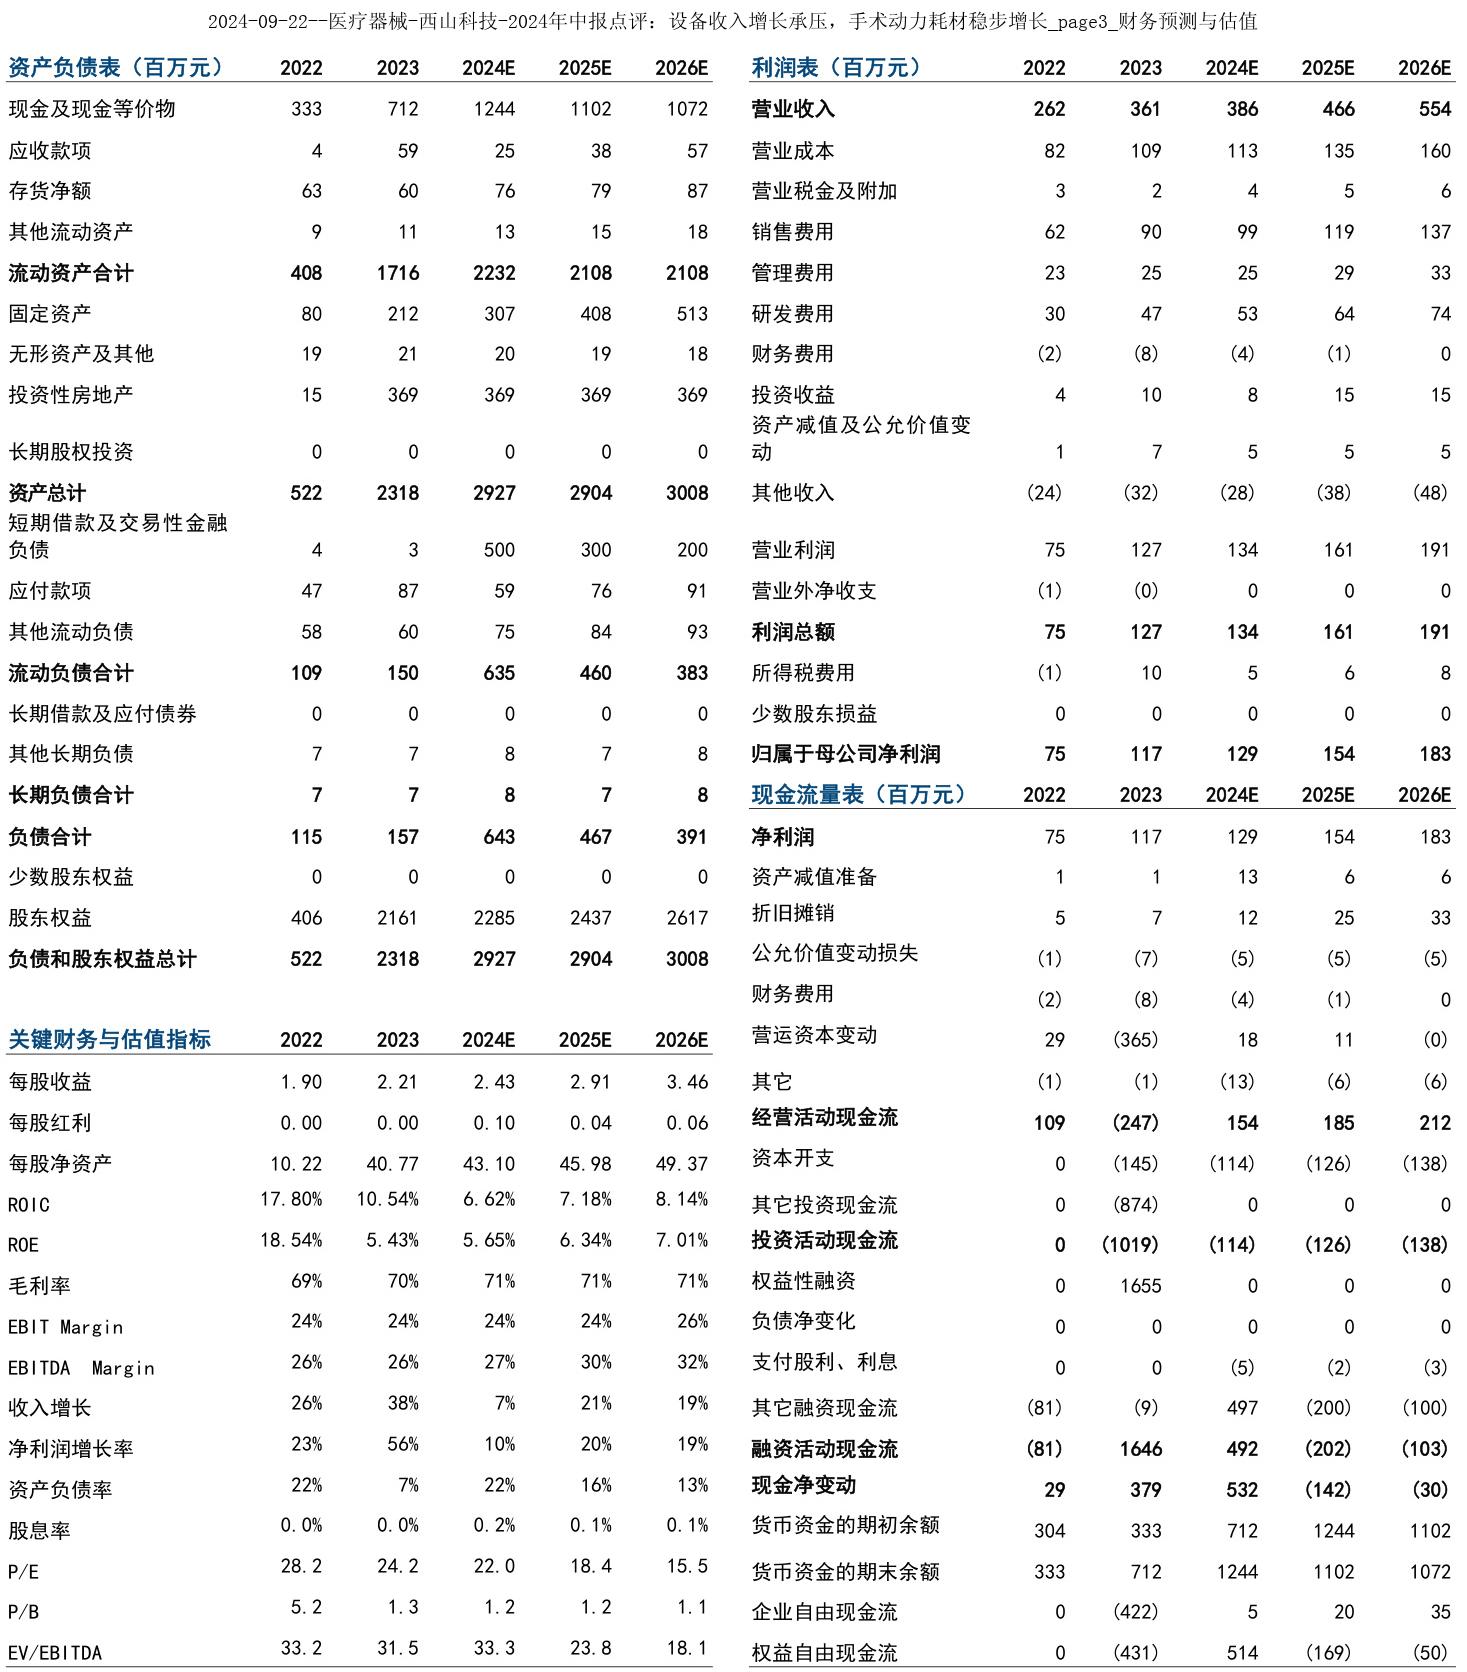 2024-09-22--医疗器械-西山科技-2024年中报点评：设备收入增长承压，手术动力耗材稳步增长_page3_财务预测与估值
资产负债表（百万元） 2022 2023 2024E 2025E 2026E
现金及现金等价物 333 712 1244 1102 1072
应收款项 4 59 25 38 57
存货净额 63 60 76 79 87
其他流动资产 9 11 13 15 18
流动资产合计 408 1716 2232 2108 2108
固定资产 80 212 307 408 513
无形资产及其他 19 21 20 19 18
投资性房地产 15 369 369 369 369
长期股权投资 0 0 0 0 0
资产总计 522 2318 2927 2904 3008
短期借款及交易性金融
负债 4 3 500 300 200
应付款项 47 87 59 76 91
其他流动负债 58 60 75 84 93
流动负债合计 109 150 635 460 383
长期借款及应付债券 0 0 0 0 0
其他长期负债 7 7 8 7 8
长期负债合计 7 7 8 7 8
负债合计 115 157 643 467 391
少数股东权益 0 0 0 0 0
股东权益 406 2161 2285 2437 2617
负债和股东权益总计 522 2318 2927 2904 3008
关键财务与估值指标 2022 2023 2024E 2025E 2026E
每股收益 1.90 2.21 2.43 2.91 3.46
每股红利 0.00 0.00 0.10 0.04 0.06
每股净资产 10.22 40.77 43.10 45.98 49.37
ROIC 17.80% 10.54% 6.62% 7.18% 8.14%
ROE 18.54% 5.43% 5.65% 6.34% 7.01%
毛利率 69% 70% 71% 71% 71%
EBIT Margin 24% 24% 24% 24% 26%
EBITDA Margin 26% 26% 27% 30% 32%
收入增长 26% 38% 7% 21% 19%
净利润增长率 23% 56% 10% 20% 19%
资产负债率 22% 7% 22% 16% 13%
股息率 0.0% 0.0% 0.2% 0.1% 0.1%
P/E 28.2 24.2 22.0 18.4 15.5
P/B 5.2 1.3 1.2 1.2 1.1
EV/EBITDA 33.2 31.5 33.3 23.8 18.1
利润表（百万元） 2022 2023 2024E 2025E 2026E
营业收入 262 361 386 466 554
营业成本 82 109 113 135 160
营业税金及附加 3 2 4 5 6
销售费用 62 90 99 119 137
管理费用 23 25 25 29 33
研发费用 30 47 53 64 74
财务费用 (2) (8) (4) (1) 0
投资收益 4 10 8 15 15
资产减值及公允价值变
动 1 7 5 5 5
其他收入 (24) (32) (28) (38) (48)
营业利润 75 127 134 161 191
营业外净收支 (1) (0) 0 0 0
利润总额 75 127 134 161 191
所得税费用 (1) 10 5 6 8
少数股东损益 0 0 0 0 0
归属于母公司净利润 75 117 129 154 183
现金流量表（百万元） 2022 2023 2024E 2025E 2026E
净利润 75 117 129 154 183
资产减值准备 1 1 13 6 6
折旧摊销 5 7 12 25 33
公允价值变动损失 (1) (7) (5) (5) (5)
财务费用 (2) (8) (4) (1) 0
营运资本变动 29 (365) 18 11 (0)
其它 (1) (1) (13) (6) (6)
经营活动现金流 109 (247) 154 185 212
资本开支 0 (145) (114) (126) (138)
其它投资现金流 0 (874) 0 0 0
投资活动现金流 0 (1019) (114) (126) (138)
权益性融资 0 1655 0 0 0
负债净变化 0 0 0 0 0
支付股利、利息 0 0 (5) (2) (3)
其它融资现金流 (81) (9) 497 (200) (100)
融资活动现金流 (81) 1646 492 (202) (103)
现金净变动 29 379 532 (142) (30)
货币资金的期初余额 304 333 712 1244 1102
货币资金的期末余额 333 712 1244 1102 1072
企业自由现金流 0 (422) 5 20 35
权益自由现金流 0 (431) 514 (169) (50)